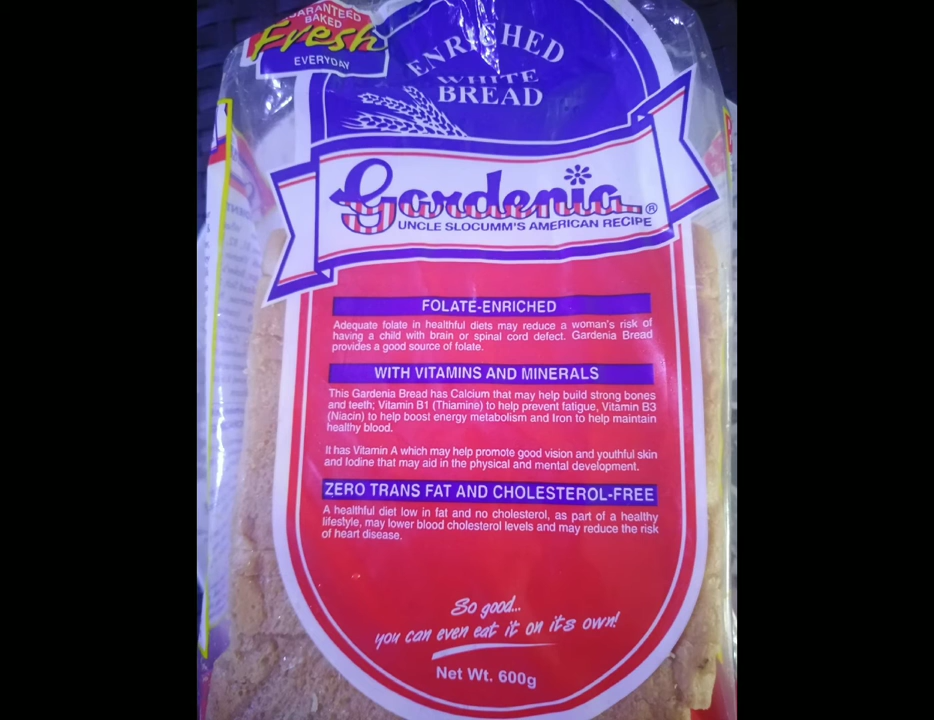 GUARANTEED
BAKED
Fresh
EVERYDAY
ENRICHED
WHITE
BREAD
Gardenia®
UNCLE SLOCUMM'S AMERICAN RECIPE
FOLATE-ENRICHED
Adequate folate in healthful diets may reduce a woman's risk of
having a child with brain or spinal cord defect. Gardenia Bread
provides a good source of folate.
WITH VITAMINS AND MINERALS
This Gardenia Bread has Calcium that may help build strong bones
and teeth; Vitamin B1 (Thiamine) to help prevent fatigue, Vitamin B3
(Niacin) to help boost energy metabolism and Iron to help maintain
healthy blood.
It has Vitamin A which may help promote good vision and youthful skin
and Iodine that may aid in the physical and mental development.
ZERO TRANS FAT AND CHOLESTEROL-FREE
A healthful diet low in fat and no cholesterol, as part of a healthy
lifestyle, may lower blood cholesterol levels and may reduce the risk
of heart disease.
So good...
you can even eat it on its own!
Net Wt. 600g